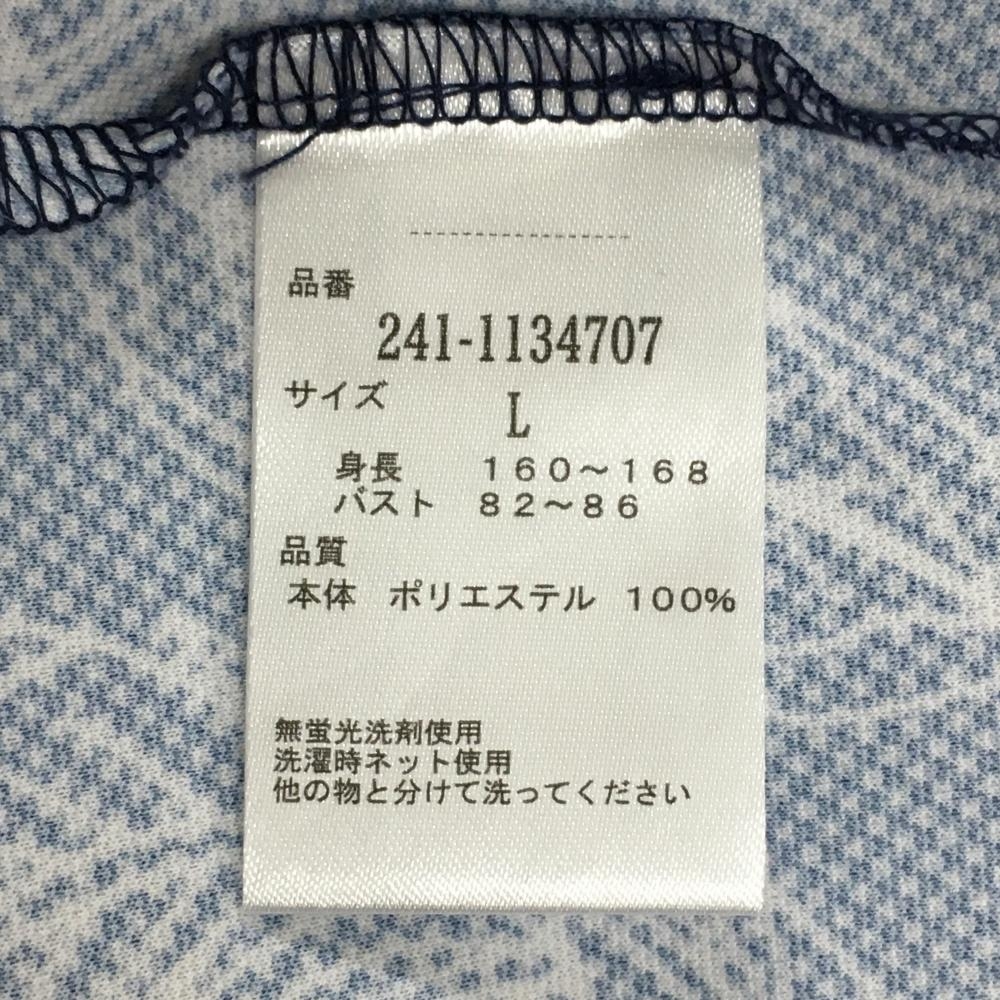 品番
241-1134707
サイズ
L
身長 160～168
バスト 82～86
品質
本体 ポリエステル 100%
無蛍光洗剤使用
洗濯時ネット使用
他の物と分けて洗ってください